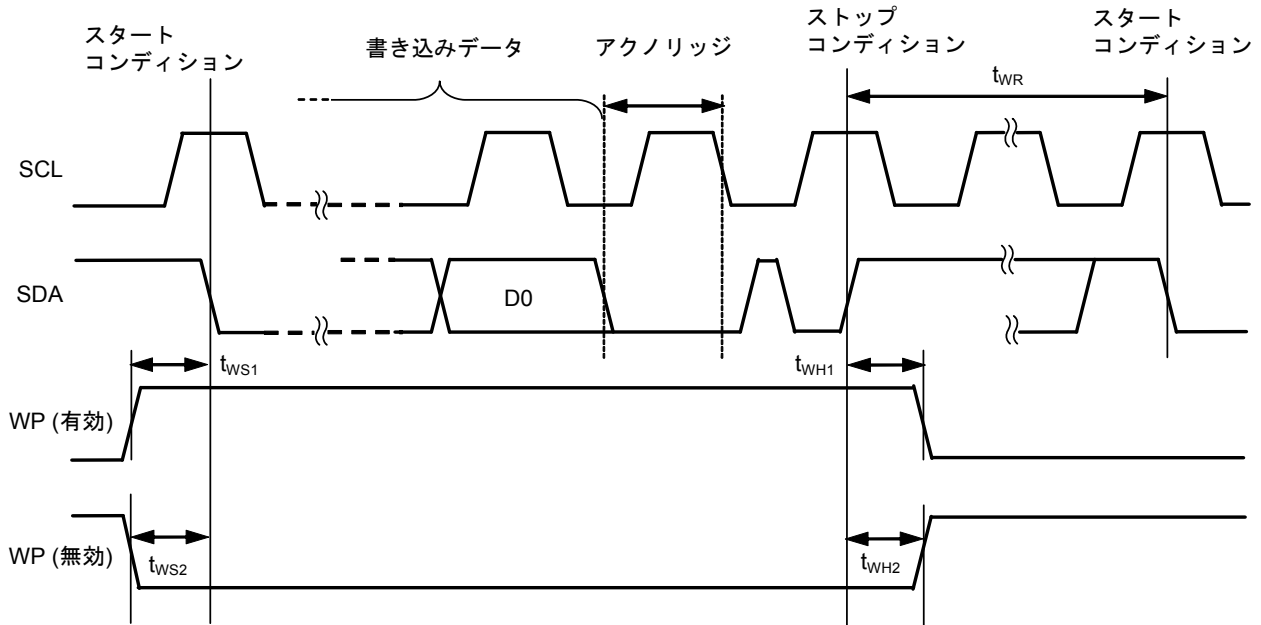 スタート
コンディション
書き込みデータ
アクノリッジ
ストップ
コンディション
スタート
コンディション
tWR
SCL
SDA
D0
tWS1
tWH1
WP (有効)
WP (無効)
tWS2
tWH2